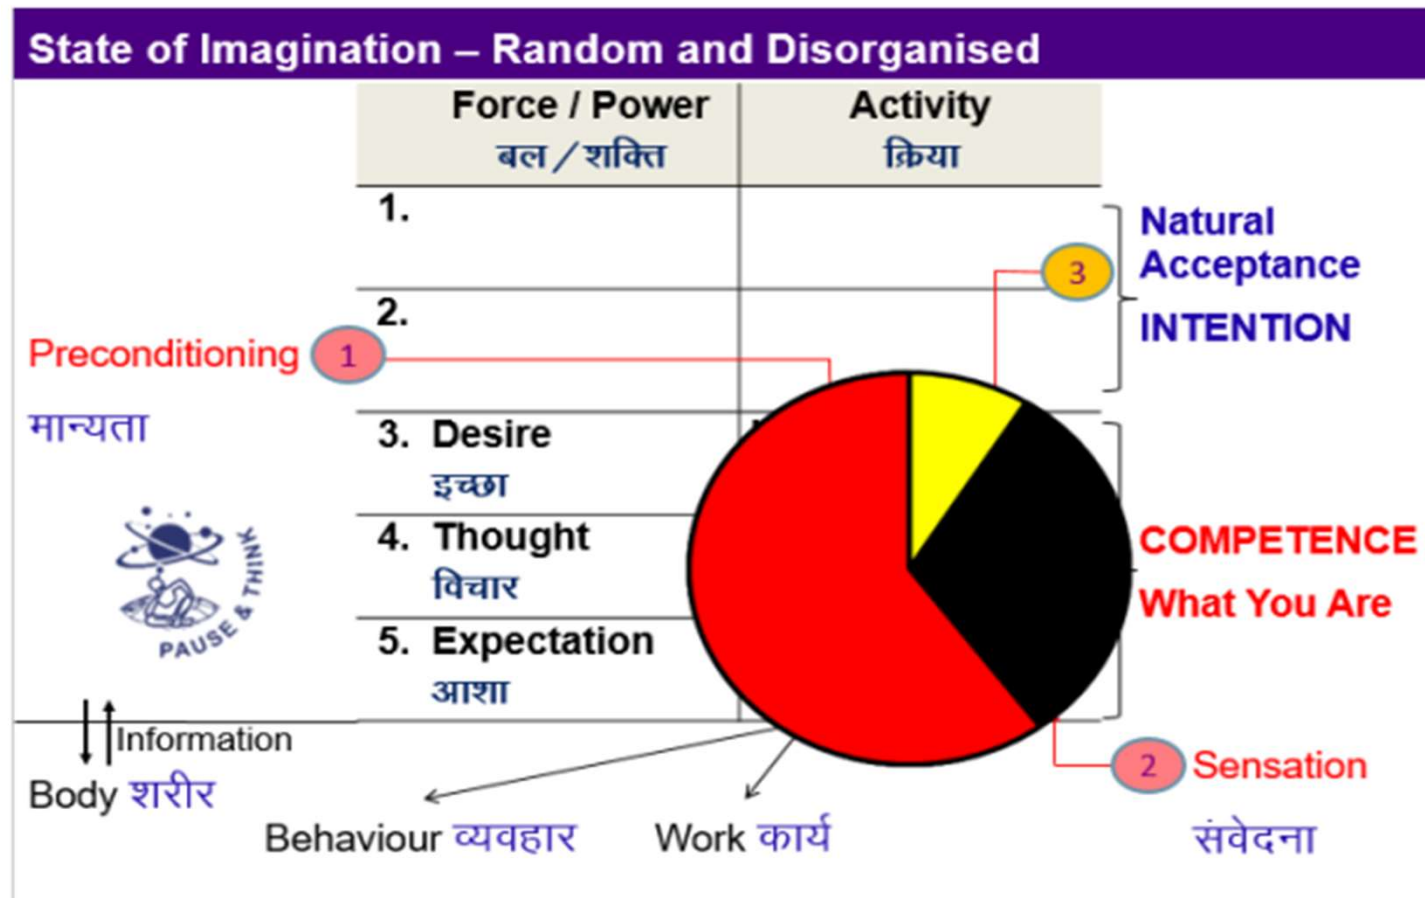 State of Imagination – Random and Disorganised
Force / Power
Activity
बल ⁄ शक्ति
क्रिया
1.
Natural
Acceptance
3
INTENTION
2.
Preconditioning
1
मान्यता
3. Desire
इच्छा
4. Thought
विचार
5. Expectation
आशा
COMPETENCE
What You Are
PAUSE & THINK
Information
Body शरीर
2
Sensation
संवेदना
Behaviour व्यवहार
Work कार्य